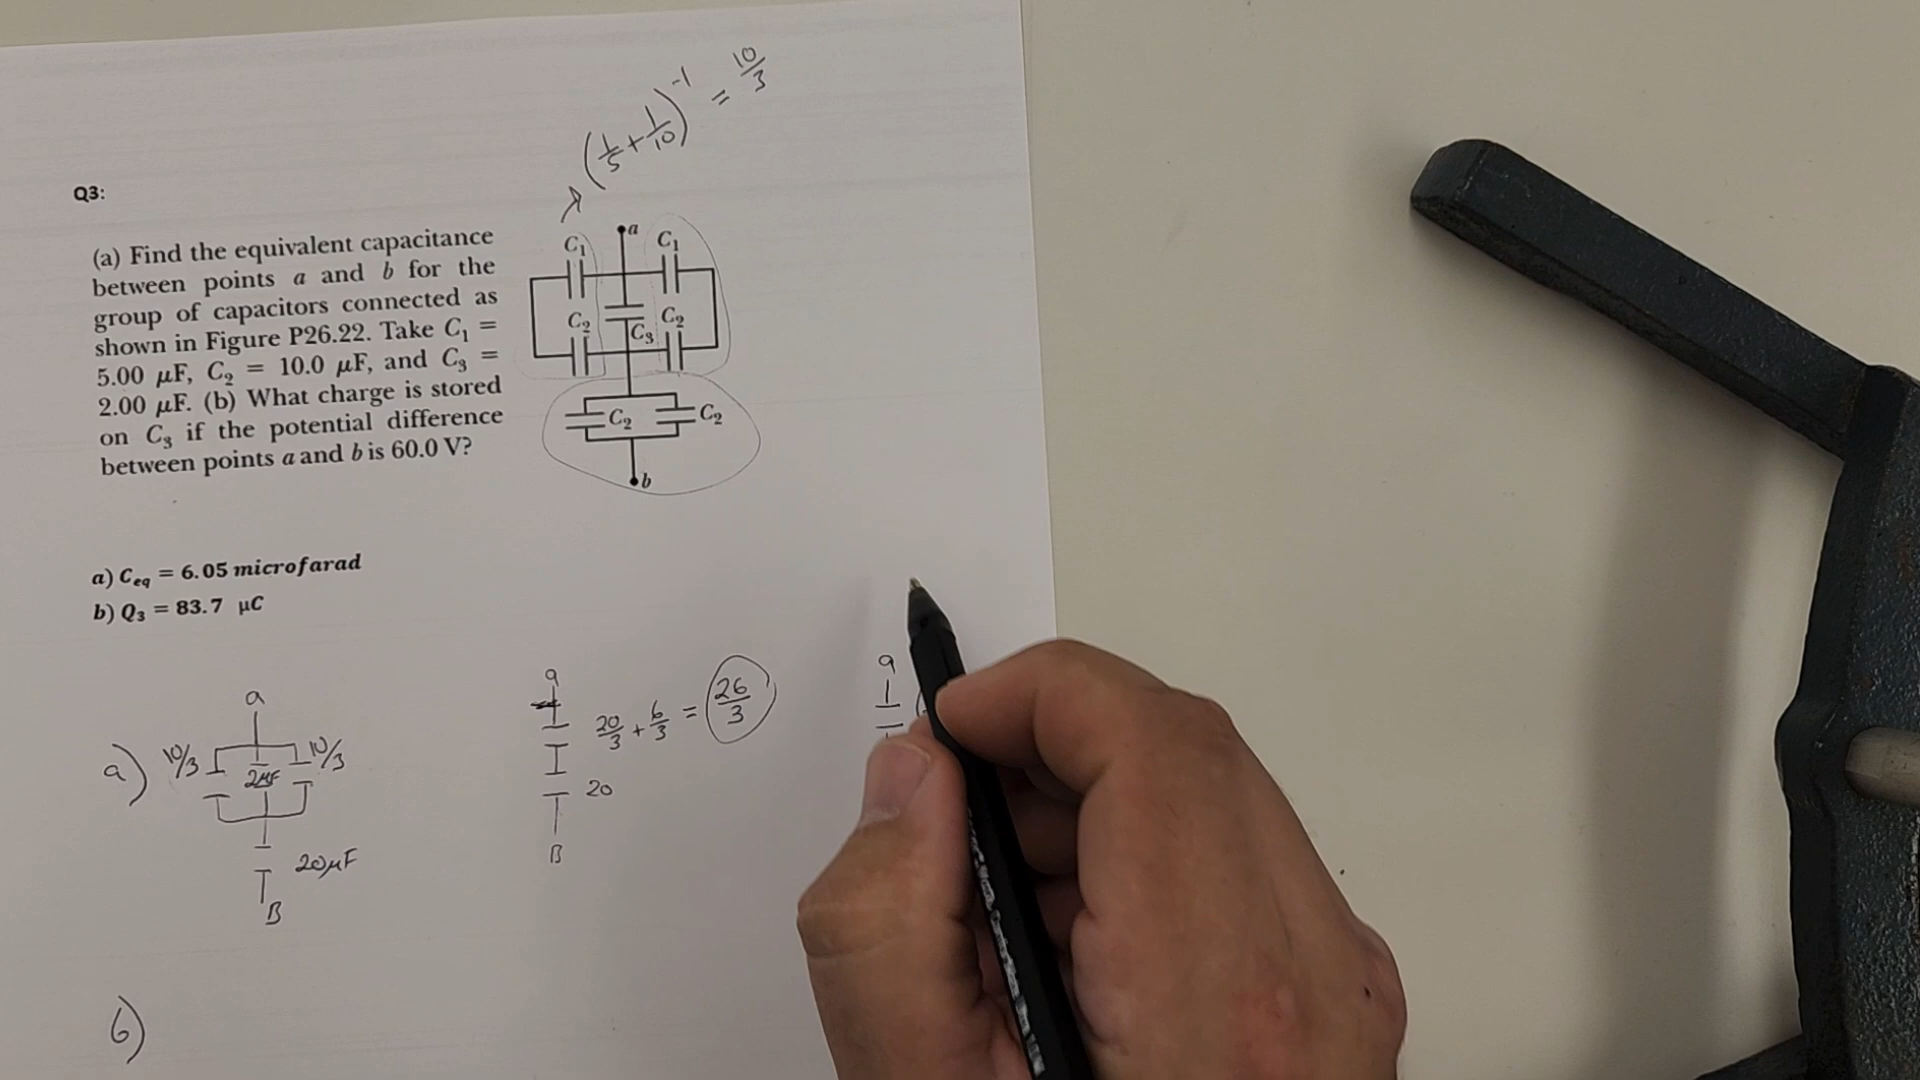 (1/5 + 1/10)⁻¹ = 10/3
Q3:
(a) Find the equivalent capacitance
between points a and b for the
group of capacitors connected as
shown in Figure P26.22. Take C₁ =
5.00 μF, C₂ = 10.0 μF, and C₃ =
2.00 μF. (b) What charge is stored
on C₃ if the potential difference
between points a and b is 60.0 V?
a
C₁ C₁
C₂ C₃ C₂
C₂ C₂
b
a) Ceq = 6.05 microfarad
b) Q₃ = 83.7 μC
a)
a
10/3 2μF 10/3
20μF
B
a
20/3 + 6/3 = 26/3
20
B
a
(
b)